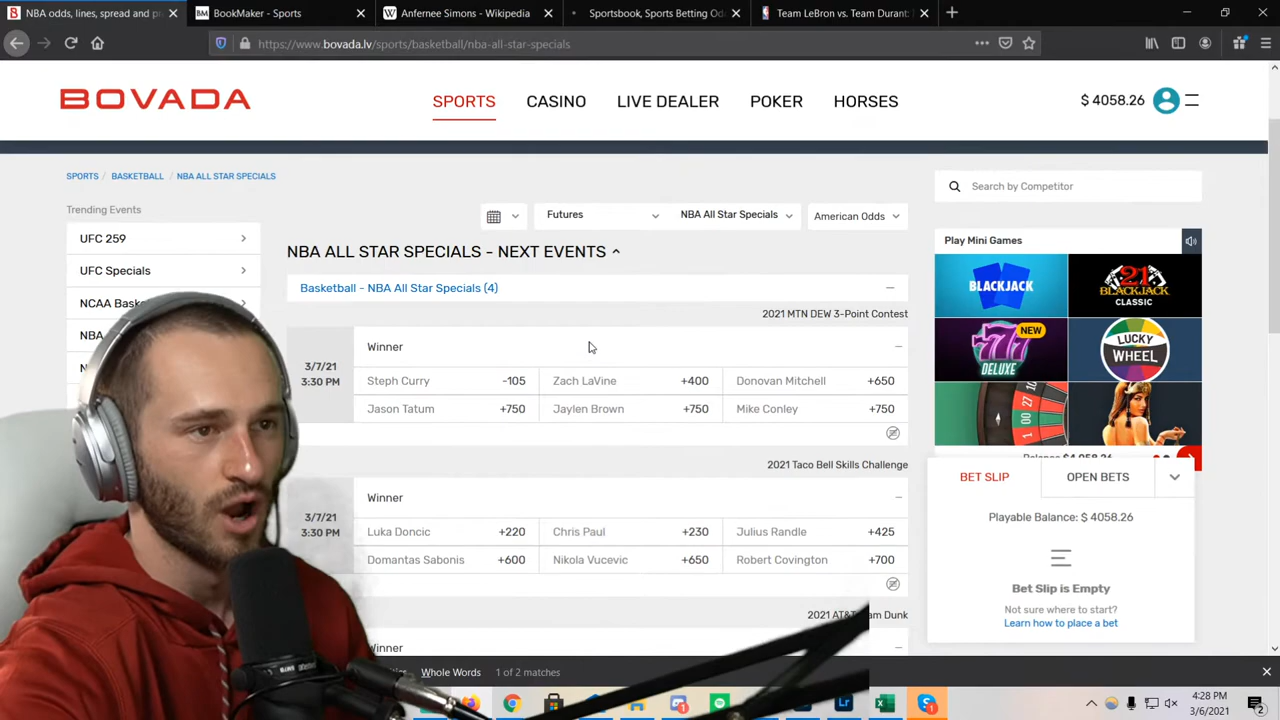 NBA odds, lines, spread and pr
BookMaker - Sports
Anfernee Simons - Wikipedia
Sportsbook, Sports Betting Od
Team LeBron vs. Team Durant:
https://www.bovada.lv/sports/basketball/nba-all-star-specials
BOVADA
SPORTS
CASINO
LIVE DEALER
POKER
HORSES
$ 4058.26
SPORTS / BASKETBALL / NBA ALL STAR SPECIALS
Search by Competitor
Trending Events
Futures
NBA All Star Specials
American Odds
UFC 259
UFC Specials
NCAA Bask
NBA
NBA ALL STAR SPECIALS - NEXT EVENTS
Basketball - NBA All Star Specials (4)
2021 MTN DEW 3-Point Contest
3/7/21
3:30 PM
Winner
Steph Curry -105
Zach LaVine +400
Donovan Mitchell +650
Jason Tatum +750
Jaylen Brown +750
Mike Conley +750
2021 Taco Bell Skills Challenge
3/7/21
3:30 PM
Winner
Luka Doncic +220
Chris Paul +230
Julius Randle +425
Domantas Sabonis +600
Nikola Vucevic +650
Robert Covington +700
Winner
Play Mini Games
BLACKJACK
21
BLACKJACK
CLASSIC
NEW
777
DELUXE
LUCKY
WHEEL
BET SLIP
OPEN BETS
Playable Balance: $ 4058.26
Bet Slip is Empty
Not sure where to start?
Learn how to place a bet
Whole Words
1 of 2 matches
4:28 PM
3/6/2021